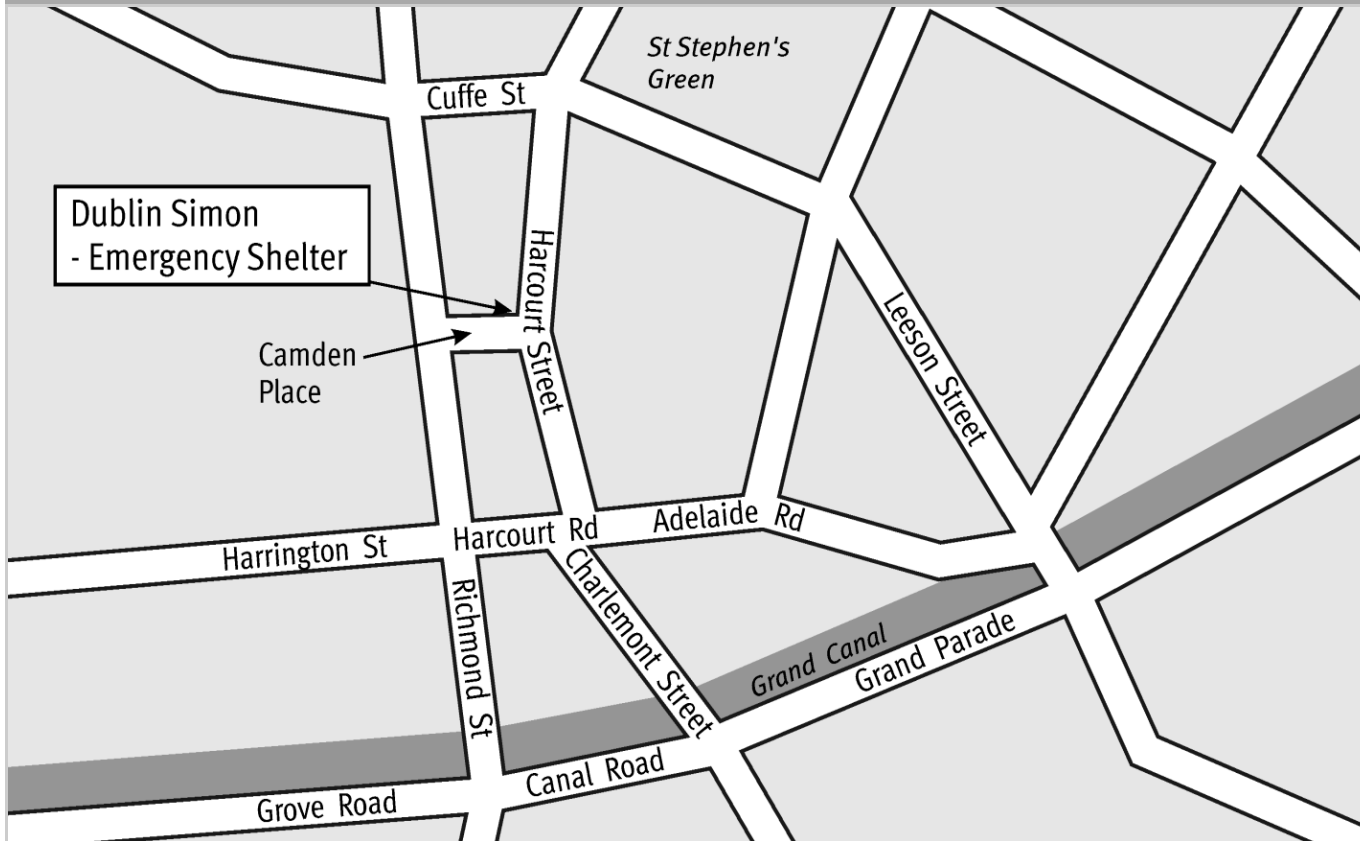 St Stephen's
Green
Cuffe St
Dublin Simon
- Emergency Shelter
Harcourt Street
Camden
Place
Leeson Street
Harrington St
Harcourt Rd
Adelaide Rd
Richmond St
Charlemont Street
Grand Canal
Grand Parade
Canal Road
Grove Road